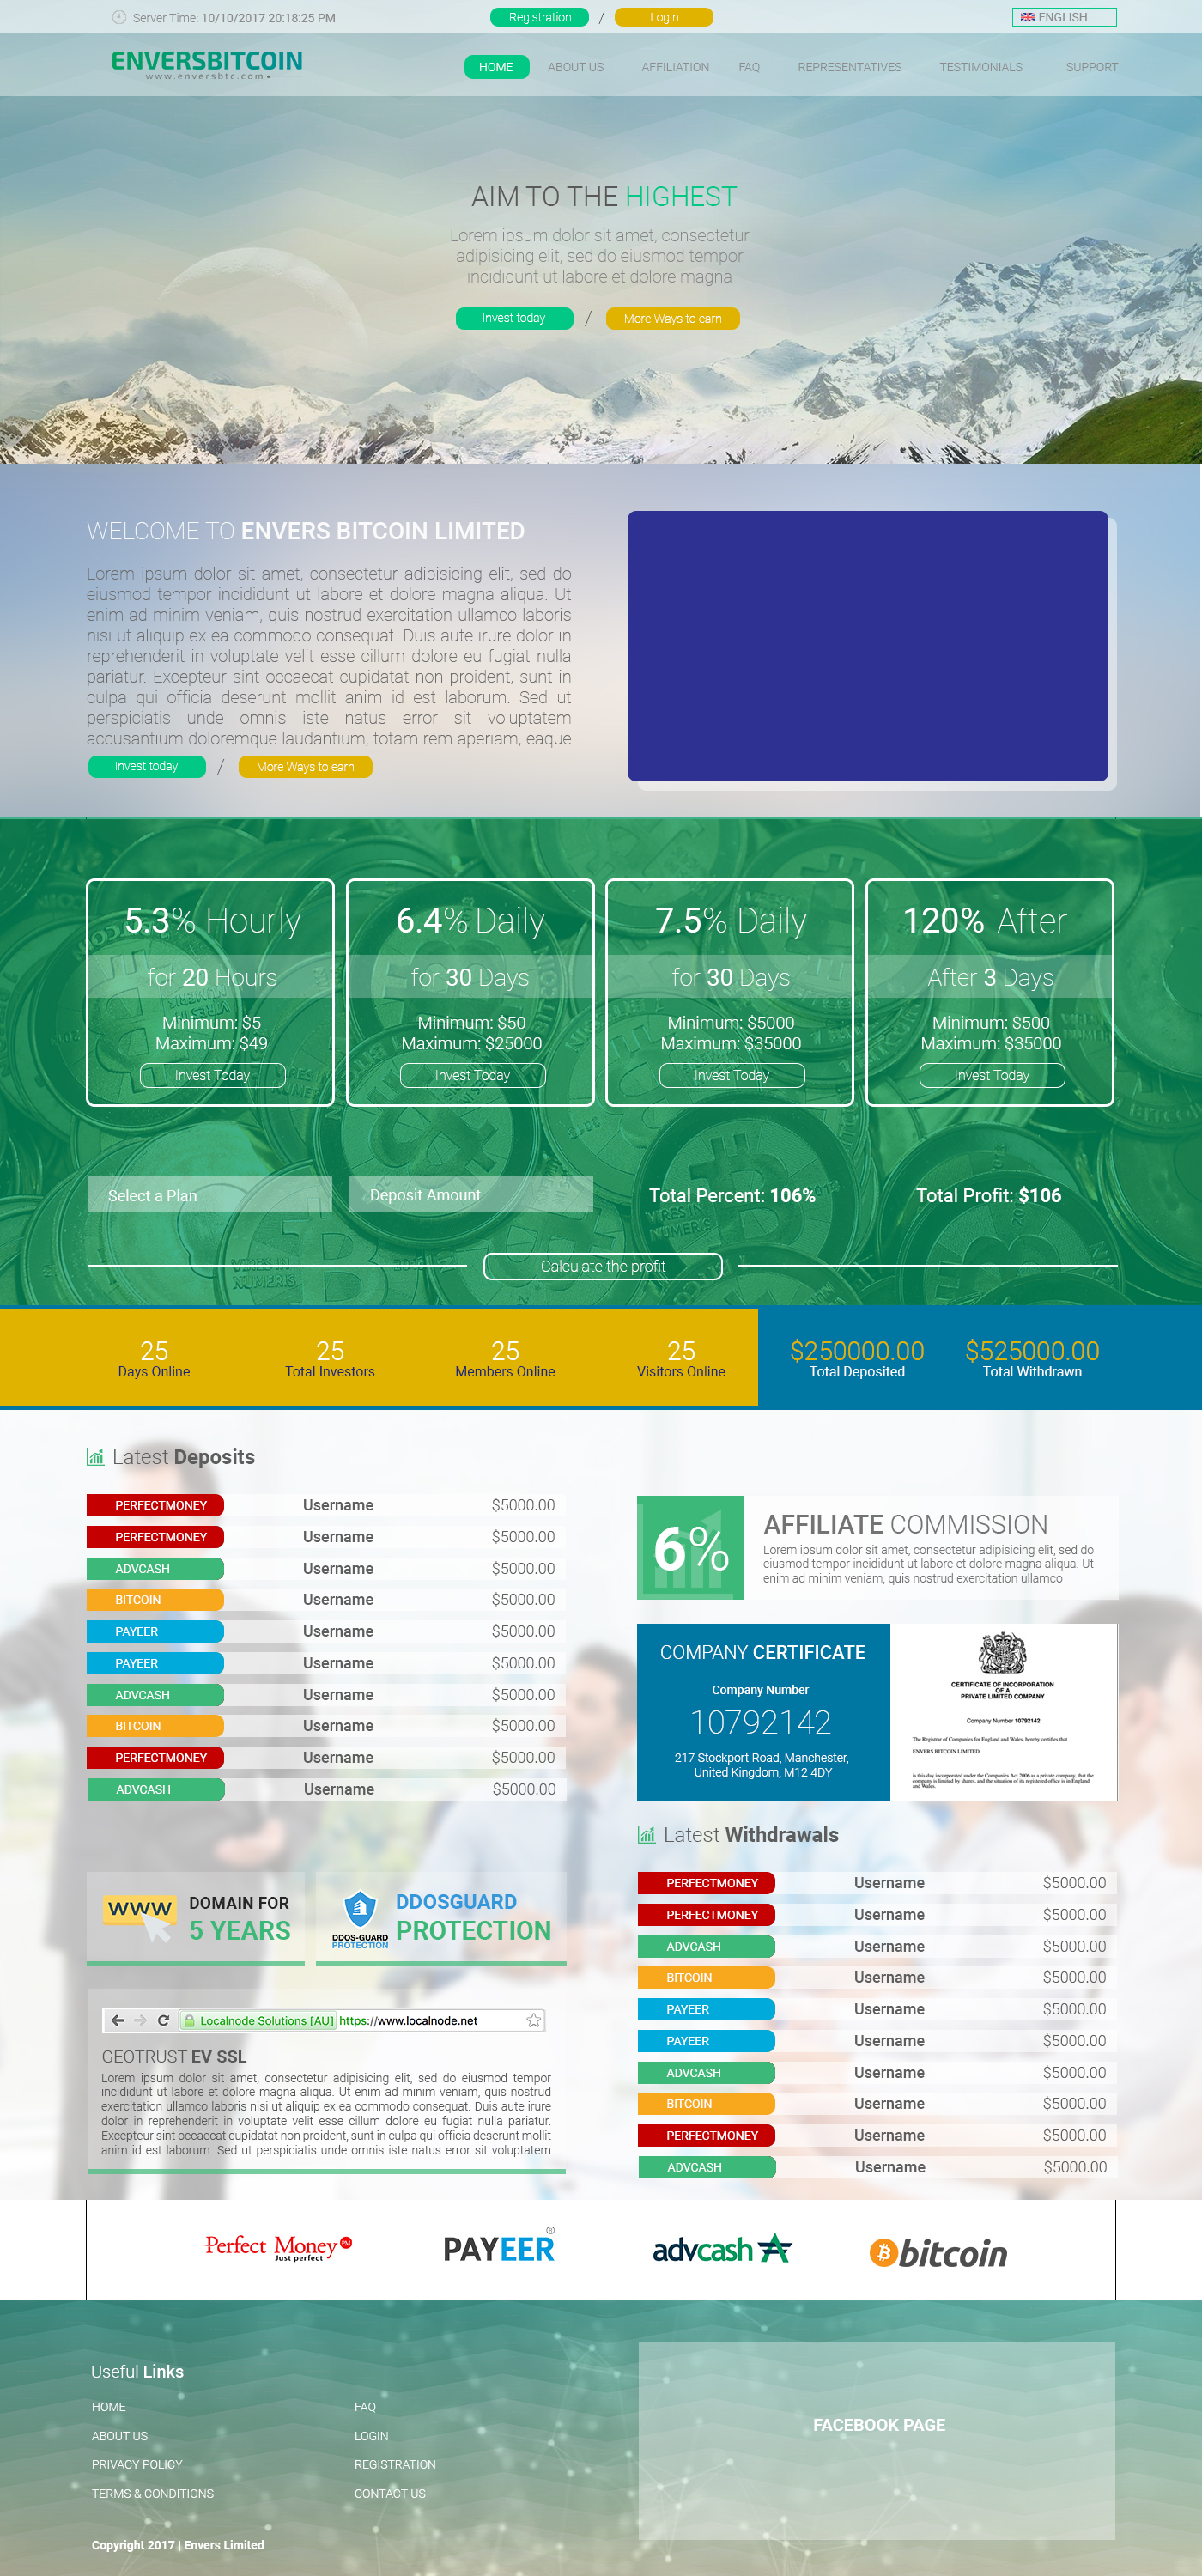 Server Time: 10/10/2017 20:18:25 PM
Registration / Login
ENGLISH
ENVERSBITCOIN
www.enversbtc.com
HOME ABOUT US AFFILIATION FAQ REPRESENTATIVES TESTIMONIALS SUPPORT
AIM TO THE HIGHEST
Lorem ipsum dolor sit amet, consectetur
adipisicing elit, sed do eiusmod tempor
incididunt ut labore et dolore magna
Invest today / More Ways to earn
WELCOME TO ENVERS BITCOIN LIMITED
Lorem ipsum dolor sit amet, consectetur adipisicing elit, sed do
eiusmod tempor incididunt ut labore et dolore magna aliqua. Ut
enim ad minim veniam, quis nostrud exercitation ullamco laboris
nisi ut aliquip ex ea commodo consequat. Duis aute irure dolor in
reprehenderit in voluptate velit esse cillum dolore eu fugiat nulla
pariatur. Excepteur sint occaecat cupidatat non proident, sunt in
culpa qui officia deserunt mollit anim id est laborum. Sed ut
perspiciatis unde omnis iste natus error sit voluptatem
accusantium doloremque laudantium, totam rem aperiam, eaque
Invest today / More Ways to earn
5.3% Hourly
for 20 Hours
Minimum: $5
Maximum: $49
Invest Today
6.4% Daily
for 30 Days
Minimum: $50
Maximum: $25000
Invest Today
7.5% Daily
for 30 Days
Minimum: $5000
Maximum: $35000
Invest Today
120% After
After 3 Days
Minimum: $500
Maximum: $35000
Invest Today
Select a Plan
Deposit Amount
Total Percent: 106%
Total Profit: $106
Calculate the profit
25
Days Online
25
Total Investors
25
Members Online
25
Visitors Online
$250000.00
Total Deposited
$525000.00
Total Withdrawn
Latest Deposits
PERFECTMONEY Username $5000.00
PERFECTMONEY Username $5000.00
ADVCASH Username $5000.00
BITCOIN Username $5000.00
PAYEER Username $5000.00
PAYEER Username $5000.00
ADVCASH Username $5000.00
BITCOIN Username $5000.00
PERFECTMONEY Username $5000.00
ADVCASH Username $5000.00
6%
AFFILIATE COMMISSION
Lorem ipsum dolor sit amet, consectetur adipisicing elit, sed do
eiusmod tempor incididunt ut labore et dolore magna aliqua. Ut
enim ad minim veniam, quis nostrud exercitation ullamco
COMPANY CERTIFICATE
Company Number
10792142
217 Stockport Road, Manchester,
United Kingdom, M12 4DY
CERTIFICATE OF INCORPORATION
OF A
PRIVATE LIMITED COMPANY
Company Number 10792142
The Registrar of Companies for England and Wales, hereby certifies that
ENVERS BITCOIN LIMITED
is this day incorporated under the Companies Act 2006 as a private company, that the
company is limited by shares, and the situation of its registered office is in England
and Wales.
Latest Withdrawals
PERFECTMONEY Username $5000.00
PERFECTMONEY Username $5000.00
ADVCASH Username $5000.00
BITCOIN Username $5000.00
PAYEER Username $5000.00
PAYEER Username $5000.00
ADVCASH Username $5000.00
BITCOIN Username $5000.00
PERFECTMONEY Username $5000.00
ADVCASH Username $5000.00
WWW
DOMAIN FOR
5 YEARS
DDOS-GUARD
PROTECTION
DDOSGUARD
PROTECTION
Localnode Solutions [AU] https://www.localnode.net
GEOTRUST EV SSL
Lorem ipsum dolor sit amet, consectetur adipisicing elit, sed do eiusmod tempor
incididunt ut labore et dolore magna aliqua. Ut enim ad minim veniam, quis nostrud
exercitation ullamco laboris nisi ut aliquip ex ea commodo consequat. Duis aute irure
dolor in reprehenderit in voluptate velit esse cillum dolore eu fugiat nulla pariatur.
Excepteur sint occaecat cupidatat non proident, sunt in culpa qui officia deserunt mollit
anim id est laborum. Sed ut perspiciatis unde omnis iste natus error sit voluptatem
Perfect Money PM
Just perfect
PAYEER ®
advcash
bitcoin
Useful Links
HOME
ABOUT US
PRIVACY POLICY
TERMS & CONDITIONS
FAQ
LOGIN
REGISTRATION
CONTACT US
FACEBOOK PAGE
Copyright 2017 | Envers Limited